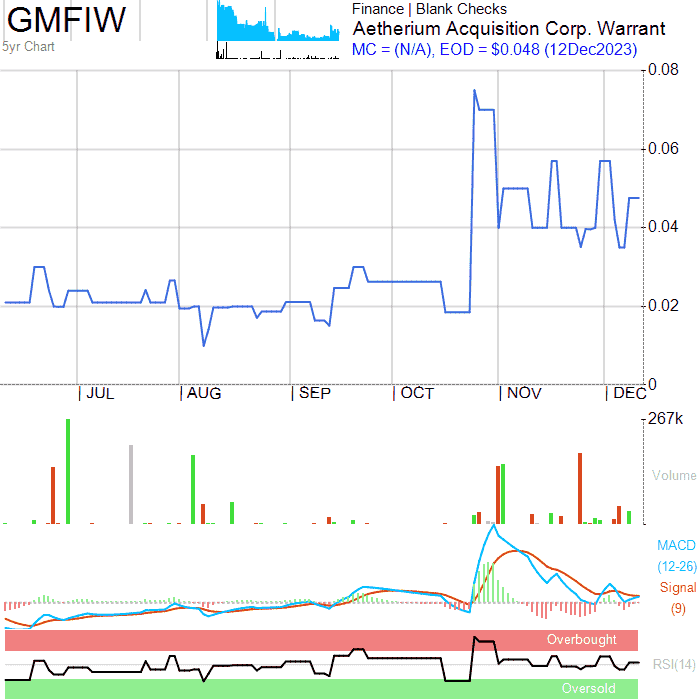 GMFIW
5yr Chart
Finance | Blank Checks
Aetherium Acquisition Corp. Warrant
MC = (N/A), EOD = $0.048 (12Dec2023)
0.08
0.06
0.04
0.02
0
| JUL | AUG | SEP | OCT | NOV | DEC
267k
Volume
MACD
(12-26)
Signal
(9)
Overbought
RSI(14)
Oversold